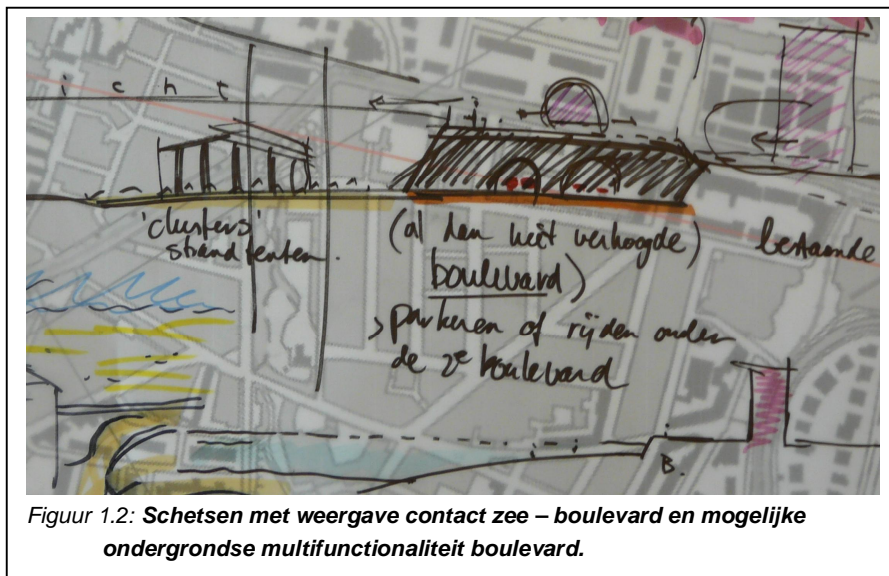 i c h t
'clusters'
strandtenten.
(al dan niet verhoogde)
boulevard)
> parkeren of rijden onder
de 2e boulevard
bestaande
B.
Figuur 1.2: Schetsen met weergave contact zee – boulevard en mogelijke
ondergrondse multifunctionaliteit boulevard.